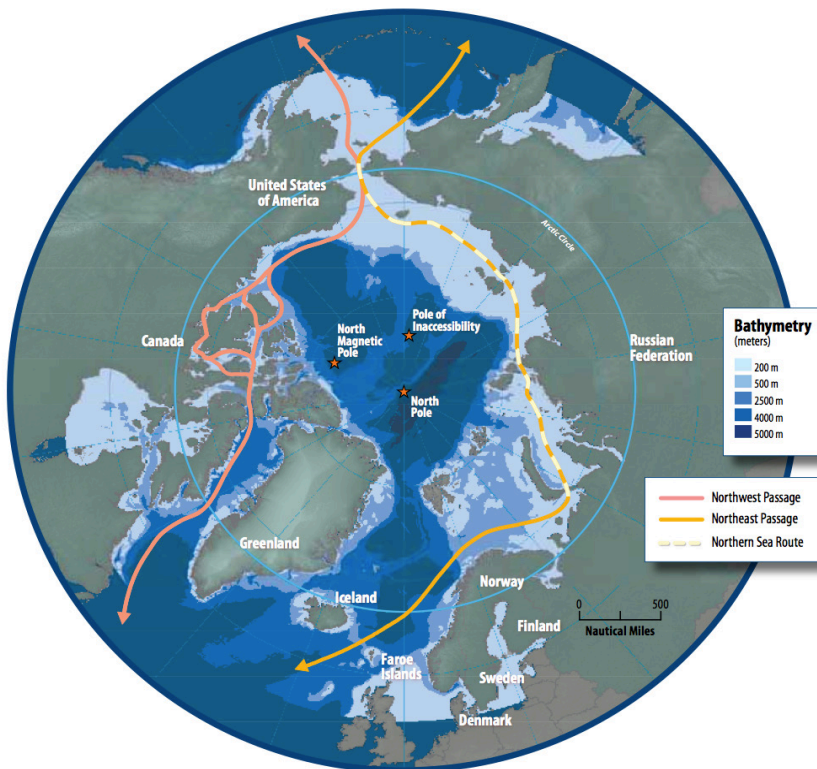 United States
of America
Arctic Circle
Canada
North
Magnetic
Pole
Pole of
Inaccessibility
Russian
Federation
North
Pole
Greenland
Iceland
Norway
Finland
Faroe
Islands
Sweden
Denmark
0 500
Nautical Miles
Bathymetry
(meters)
200 m
500 m
2500 m
4000 m
5000 m
Northwest Passage
Northeast Passage
Northern Sea Route